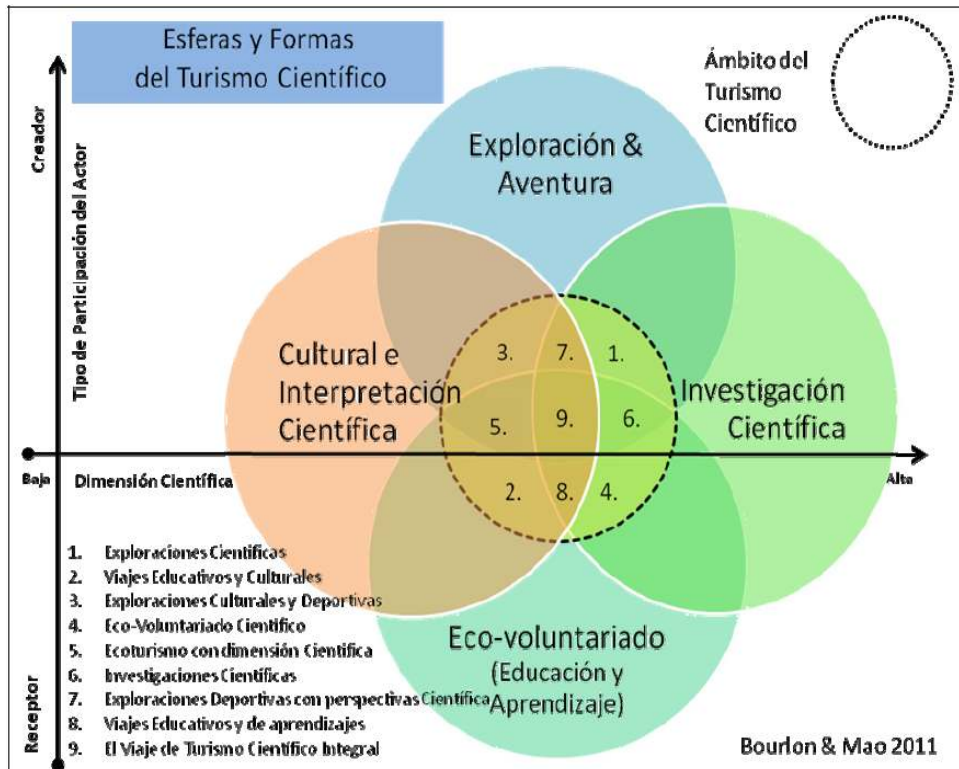 Esferas y Formas
del Turismo Científico
Ámbito del
Turismo
Científico
Creador
Tipo de Participación del Actor
Receptor
Exploración &
Aventura
Cultural e
Interpretación
Científica
Investigación
Científica
3.
7.
1.
5.
9.
6.
2.
8.
4.
Baja
Dimensión Científica
Alta
1. Exploraciones Científicas
2. Viajes Educativos y Culturales
3. Exploraciones Culturales y Deportivas
4. Eco-Voluntariado Científico
5. Ecoturismo con dimensión Científica
6. Investigaciones Científicas
7. Exploraciones Deportivas con perspectivas Científica
8. Viajes Educativos y de aprendizajes
9. El Viaje de Turismo Científico Integral
Eco-voluntariado
(Educación y
Aprendizaje)
Bourlon & Mao 2011